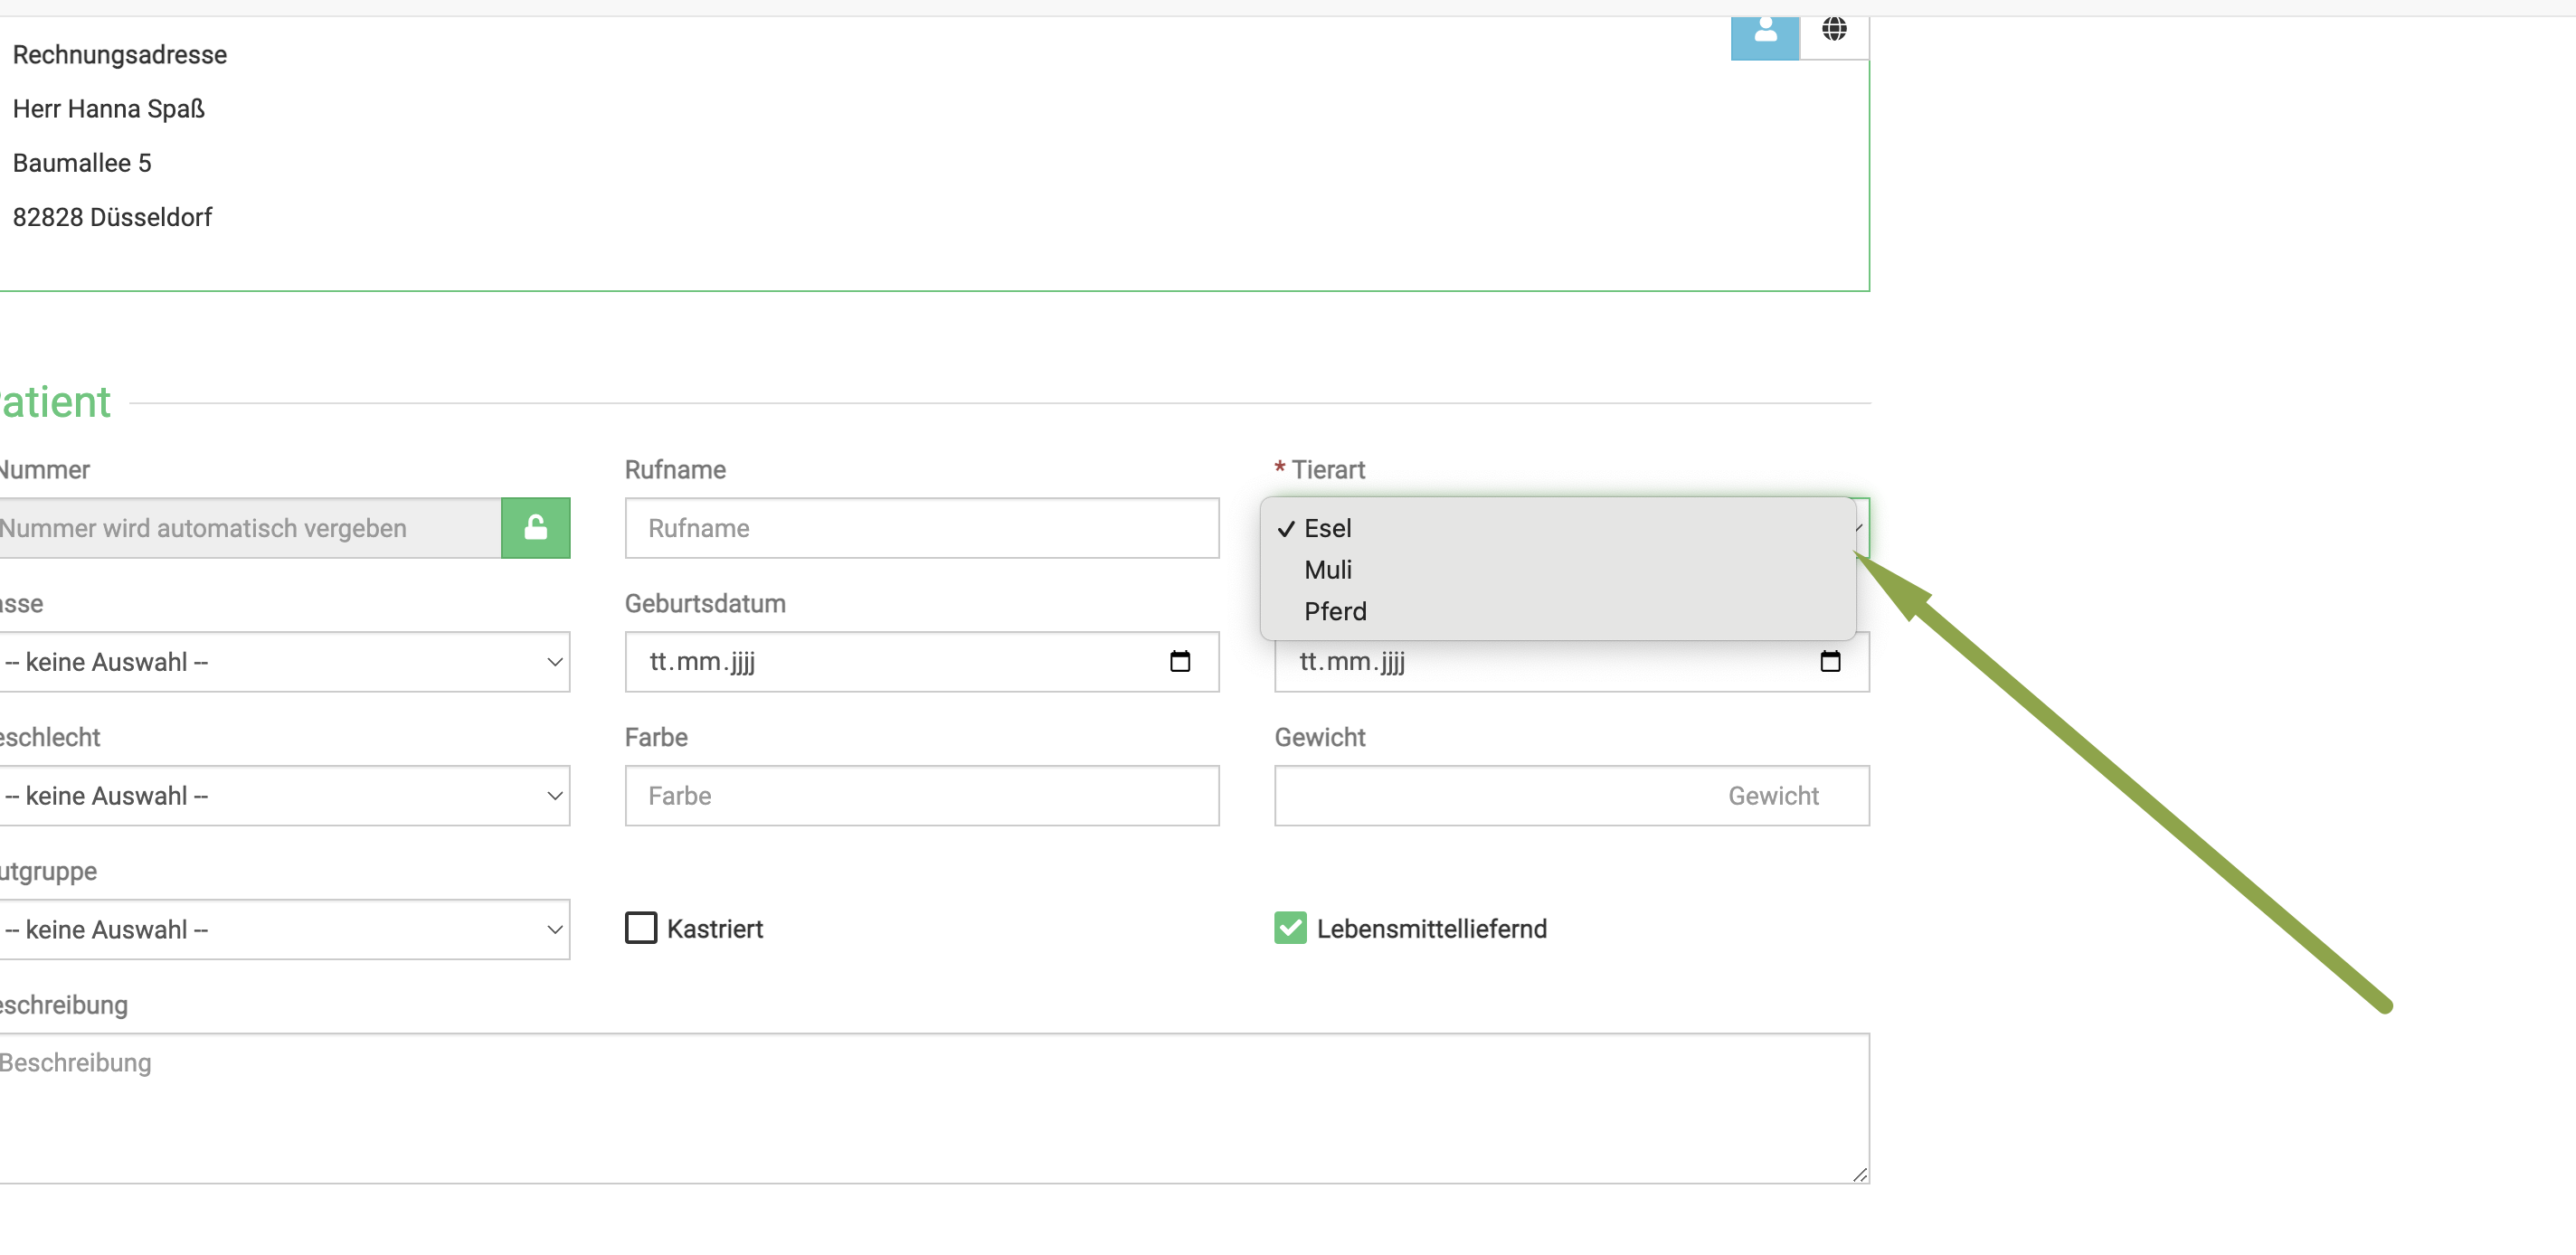 Rechnungsadresse
Herr Hanna Spaß
Baumallee 5
82828 Düsseldorf
atient
Nummer
Rufname
* Tierart
Nummer wird automatisch vergeben
Rufname
✓ Esel
Muli
Pferd
asse
Geburtsdatum
-- keine Auswahl --
tt.mm.jjjj
tt.mm.jjjj
eschlecht
Farbe
Gewicht
-- keine Auswahl --
Farbe
Gewicht
utgruppe
-- keine Auswahl --
Kastriert
Lebensmittelliefernd
eschreibung
Beschreibung